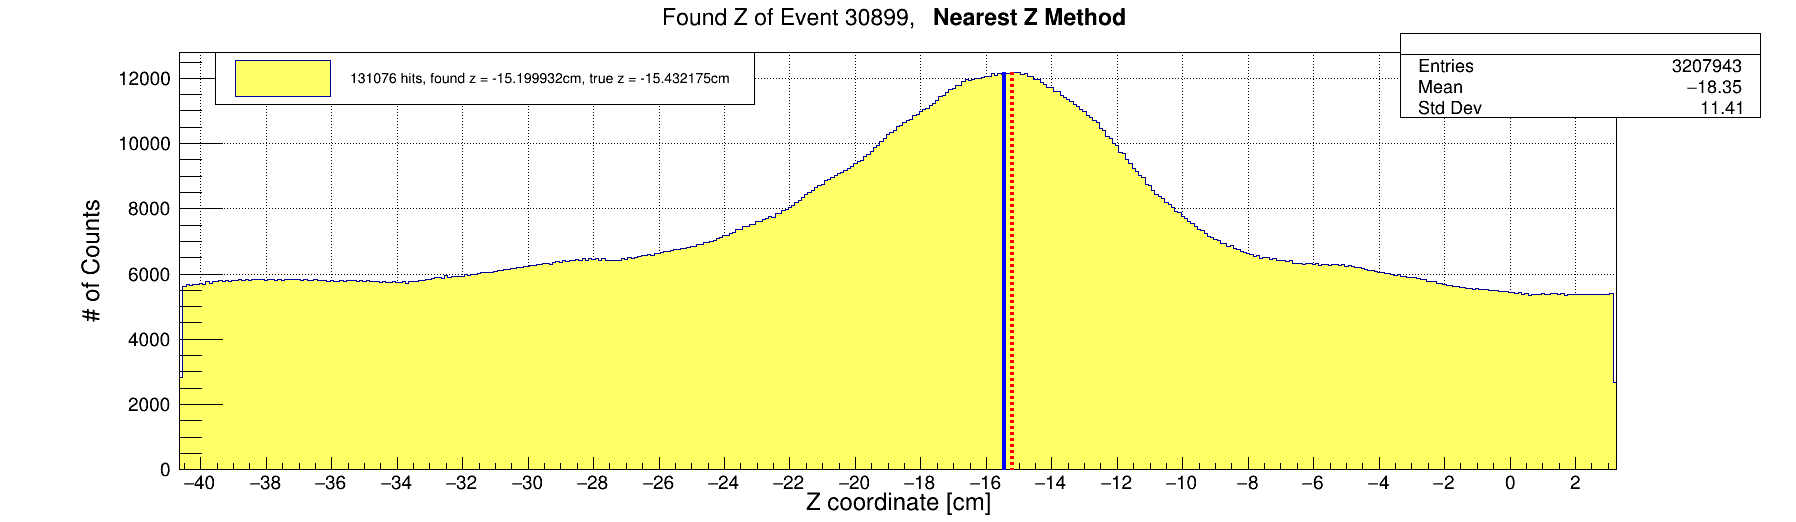 Found Z of Event 30899, Nearest Z Method
131076 hits, found z = -15.199932cm, true z = -15.432175cm
Entries 3207943
Mean −18.35
Std Dev 11.41
# of Counts
12000
10000
8000
6000
4000
2000
0
−40 −38 −36 −34 −32 −30 −28 −26 −24 −22 −20 −18 −16 −14 −12 −10 −8 −6 −4 −2 0 2
Z coordinate [cm]